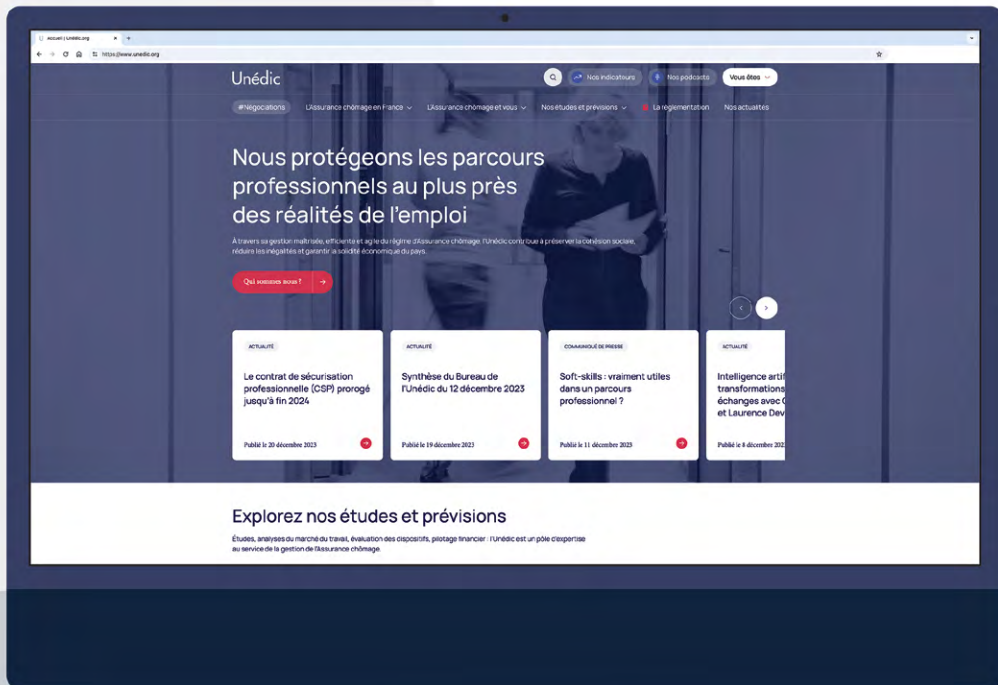 Accueil | Unédic.org
https://www.unedic.org
Unédic
Nos indicateurs
Nos podcasts
Vous êtes
#Négociations
L'Assurance chômage en France
L'Assurance chômage et vous
Nos études et prévisions
La réglementation
Nos actualités
Nous protégeons les parcours
professionnels au plus près
des réalités de l'emploi
À travers sa gestion maîtrisée, efficiente et agile du régime d'Assurance chômage, l'Unédic contribue à préserver la cohésion sociale,
réduire les inégalités et garantir la solidité économique du pays.
Qui sommes nous ?
ACTUALITÉ
Le contrat de sécurisation
professionnelle (CSP) prorogé
jusqu'à fin 2024
Publié le 20 décembre 2023
ACTUALITÉ
Synthèse du Bureau de
l'Unédic du 12 décembre 2023
Publié le 19 décembre 2023
COMMUNIQUÉ DE PRESSE
Soft-skills : vraiment utiles
dans un parcours
professionnel ?
Publié le 11 décembre 2023
ACTUALITÉ
Intelligence artif
transformations
échanges avec
et Laurence Dev
Publié le 8 décembre 202
Explorez nos études et prévisions
Études, analyses du marché du travail, évaluation des dispositifs, pilotage financier : l'Unédic est un pôle d'expertise
au service de la gestion de l'Assurance chômage.